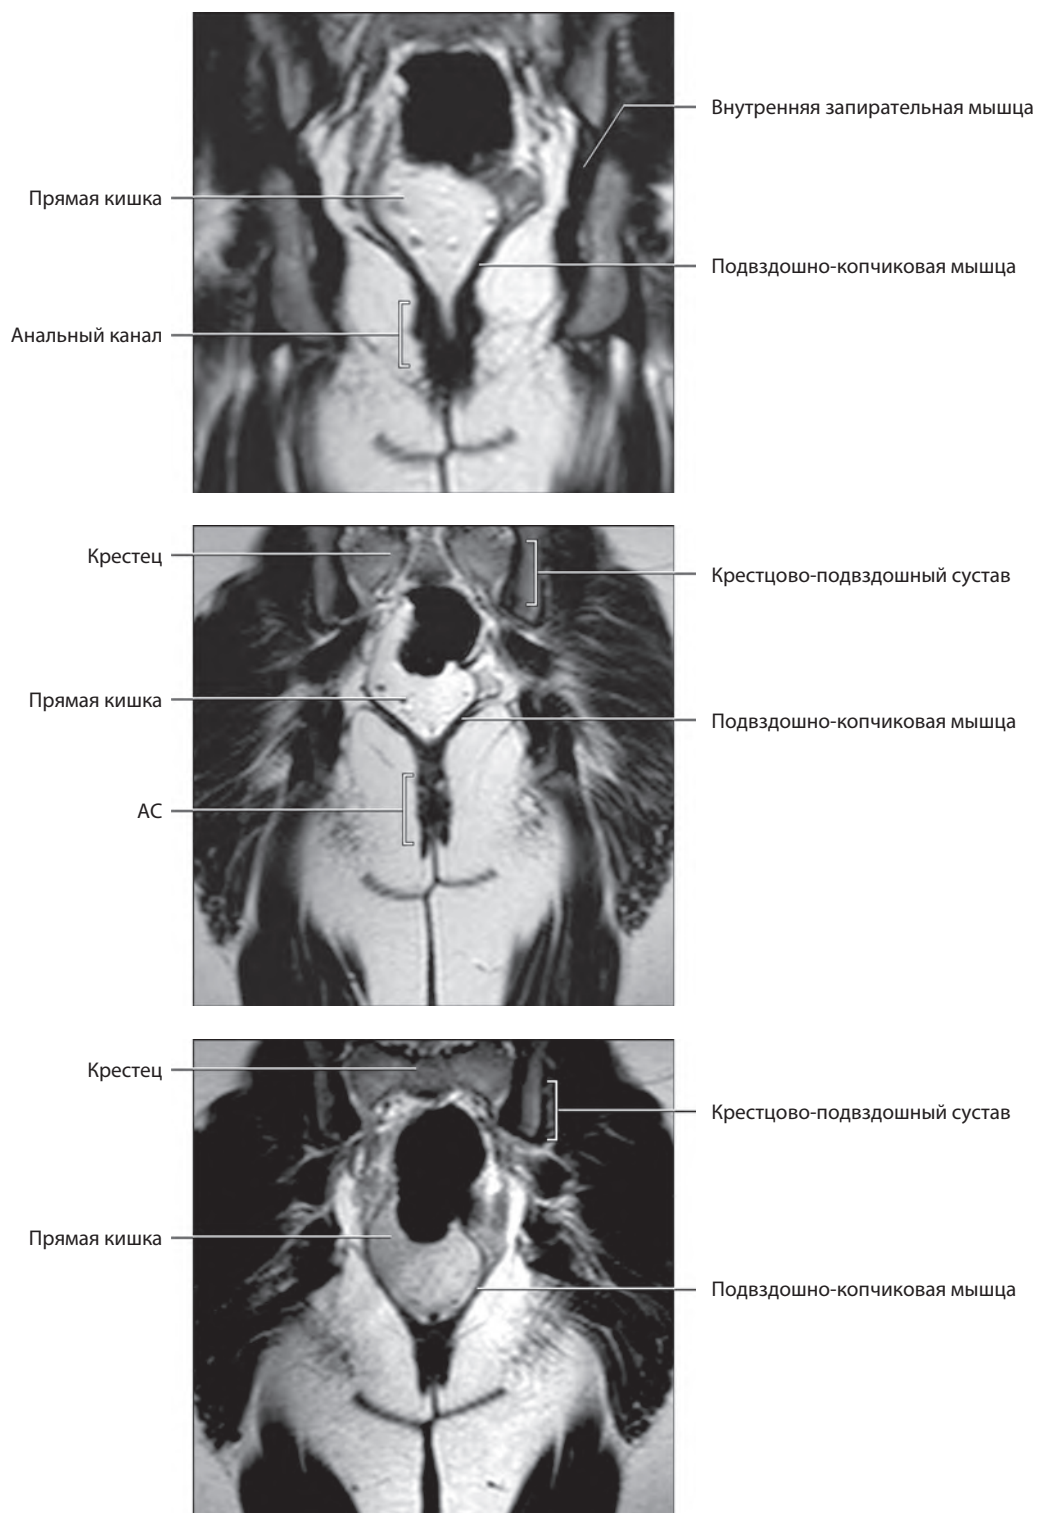 Внутренняя запирательная мышца
Прямая кишка
Подвздошно-копчиковая мышца
Анальный канал
Крестец
Крестцово-подвздошный сустав
Прямая кишка
Подвздошно-копчиковая мышца
АС
Крестец
Крестцово-подвздошный сустав
Прямая кишка
Подвздошно-копчиковая мышца